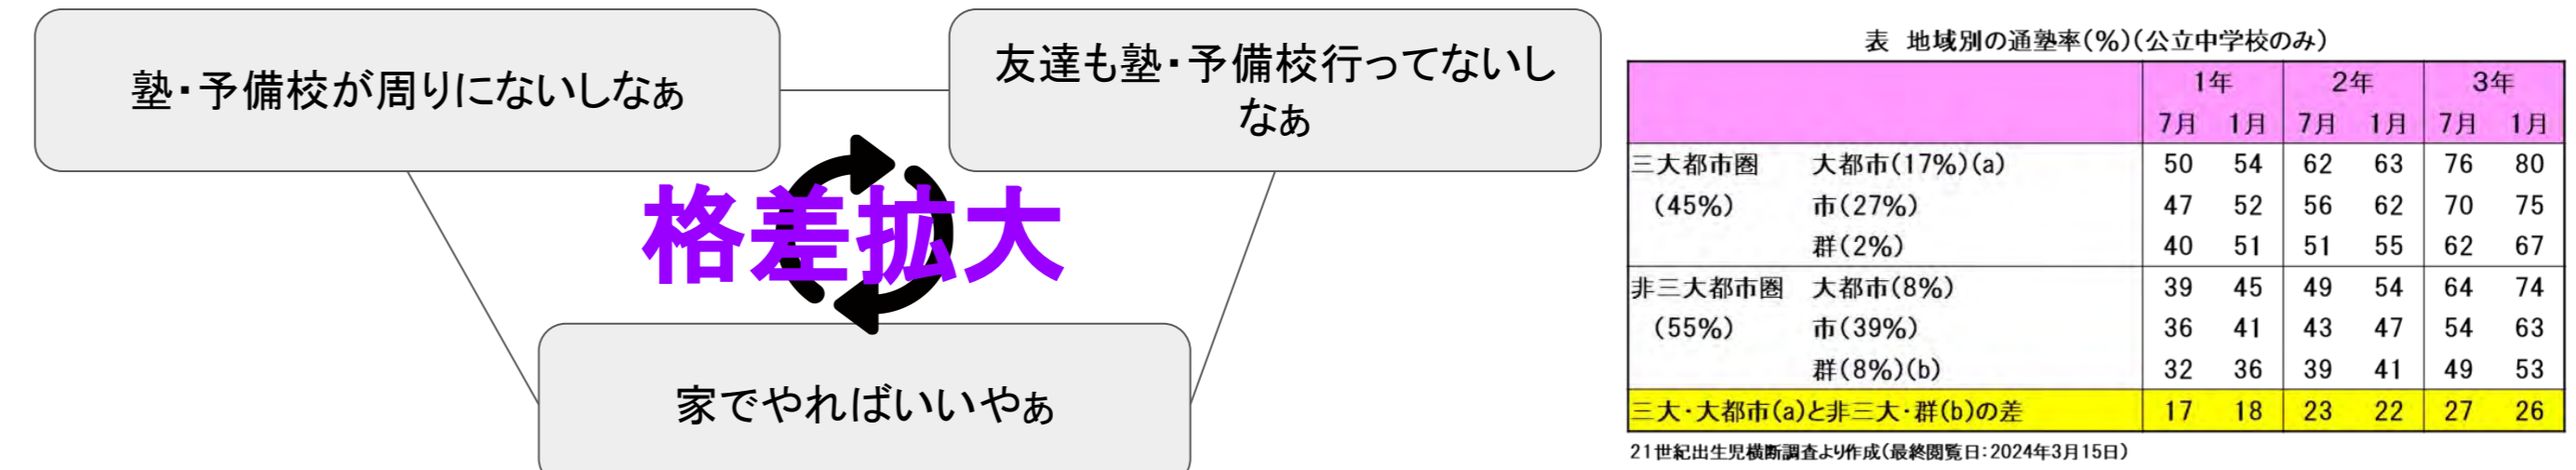 塾・予備校が周りにないしなぁ
友達も塾・予備校行ってないし
なぁ
格差拡大
家でやればいいやぁ
表 地域別の通塾率(%)(公立中学校のみ)
1年 2年 3年
7月 1月 7月 1月 7月 1月
三大都市圏 大都市(17%)(a) 50 54 62 63 76 80
(45%) 市(27%) 47 52 56 62 70 75
群(2%) 40 51 51 55 62 67
非三大都市圏 大都市(8%) 39 45 49 54 64 74
(55%) 市(39%) 36 41 43 47 54 63
群(8%)(b) 32 36 39 41 49 53
三大・大都市(a)と非三大・群(b)の差 17 18 23 22 27 26
21世紀出生児横断調査より作成(最終閲覧日:2024年3月15日)